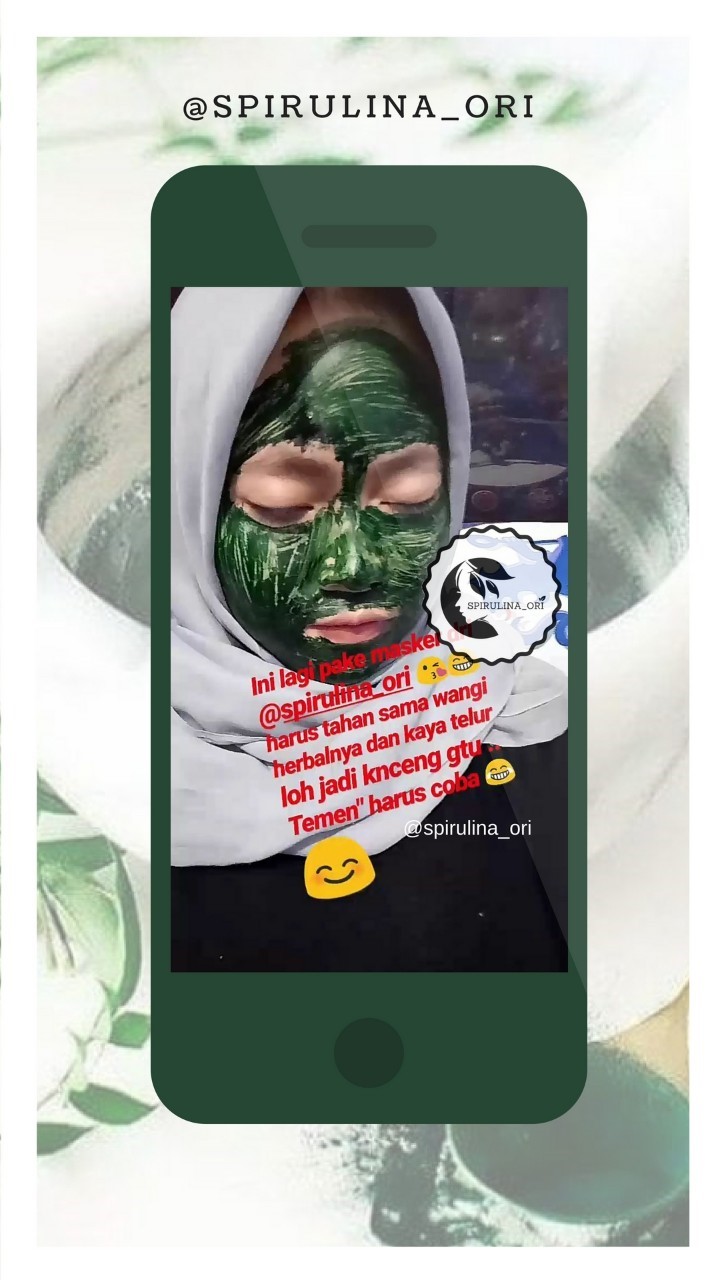 @SPIRULINA_ORI
SPIRULINA_ORI
Ini lagi pake masker dri
@spirulina_ori 😘😂
harus tahan sama wangi
herbalnya dan kaya telur
loh jadi knceng gtu ..
Temen" harus coba 😂
@spirulina_ori